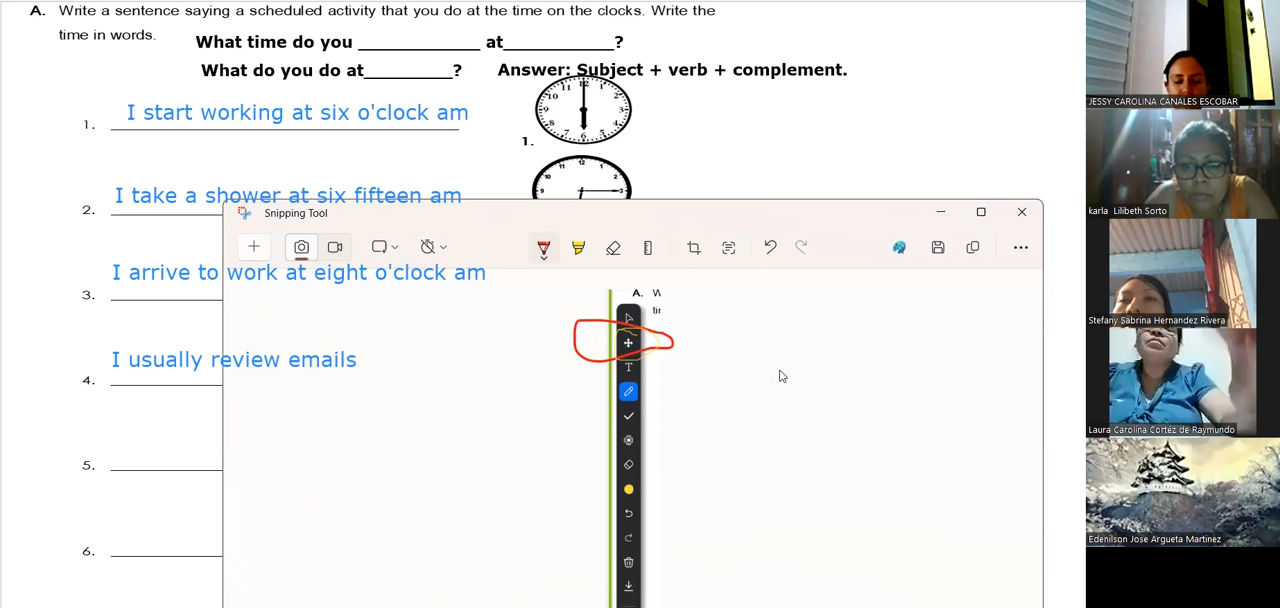 A. Write a sentence saying a scheduled activity that you do at the time on the clocks. Write the
time in words.
What time do you ____________ at___________?
What do you do at_________? Answer: Subject + verb + complement.
1. I start working at six o'clock am
1.
2. I take a shower at six fifteen am
Snipping Tool
3. I arrive to work at eight o'clock am
A. W
tir
4. I usually review emails
T
5.
6.
JESSY CAROLINA CANALES ESCOBAR
karla Lilibeth Sorto
Stefany Sabrina Hernandez Rivera
Laura Carolina Cortez de Raymundo
Edenilson Jose Argueta Martinez